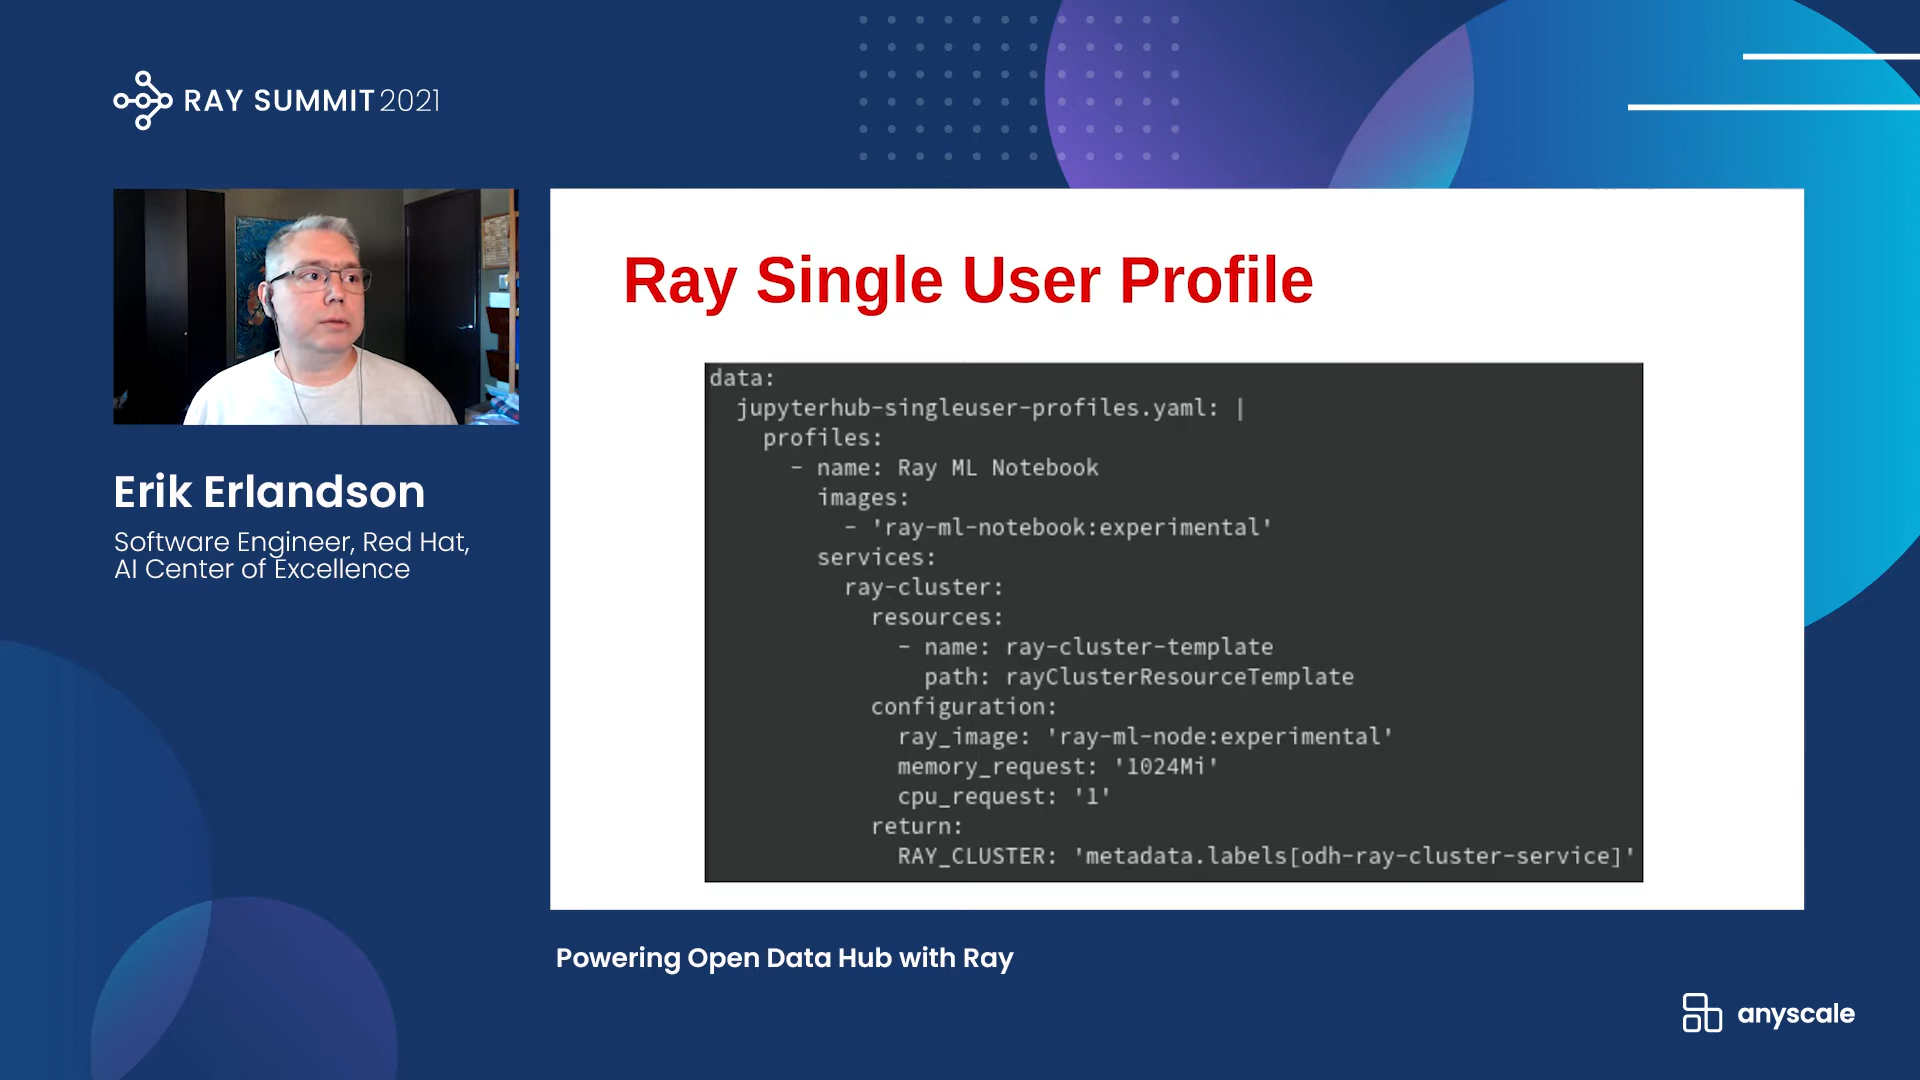 RAY SUMMIT 2021
Erik Erlandson
Software Engineer, Red Hat,
AI Center of Excellence
Ray Single User Profile
data:
  jupyterhub-singleuser-profiles.yaml: |
    profiles:
      - name: Ray ML Notebook
        images:
          - 'ray-ml-notebook:experimental'
        services:
          ray-cluster:
            resources:
              - name: ray-cluster-template
                path: rayClusterResourceTemplate
            configuration:
              ray_image: 'ray-ml-node:experimental'
              memory_request: '1024Mi'
              cpu_request: '1'
            return:
              RAY_CLUSTER: 'metadata.labels[odh-ray-cluster-service]'
Powering Open Data Hub with Ray
anyscale